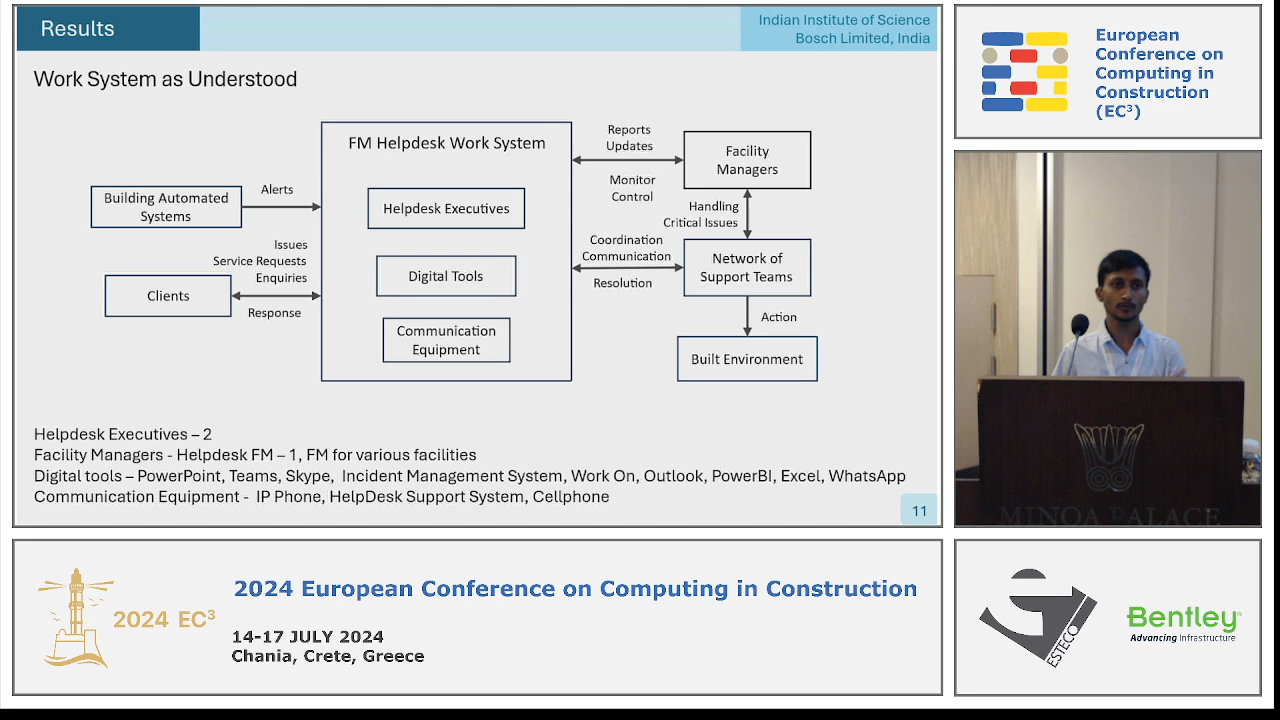 Results
Indian Institute of Science
Bosch Limited, India
Work System as Understood
FM Helpdesk Work System
Helpdesk Executives
Digital Tools
Communication
Equipment
Building Automated
Systems
Alerts
Issues
Service Requests
Enquiries
Clients
Response
Reports
Updates
Monitor
Control
Facility
Managers
Handling
Critical Issues
Coordination
Communication
Resolution
Network of
Support Teams
Action
Built Environment
Helpdesk Executives – 2
Facility Managers - Helpdesk FM – 1, FM for various facilities
Digital tools – PowerPoint, Teams, Skype, Incident Management System, Work On, Outlook, PowerBI, Excel, WhatsApp
Communication Equipment - IP Phone, HelpDesk Support System, Cellphone
11
European
Conference on
Computing in
Construction
(EC³)
MINOA PALACE
2024 EC³
2024 European Conference on Computing in Construction
14-17 JULY 2024
Chania, Crete, Greece
ESTECO
Bentley
Advancing Infrastructure